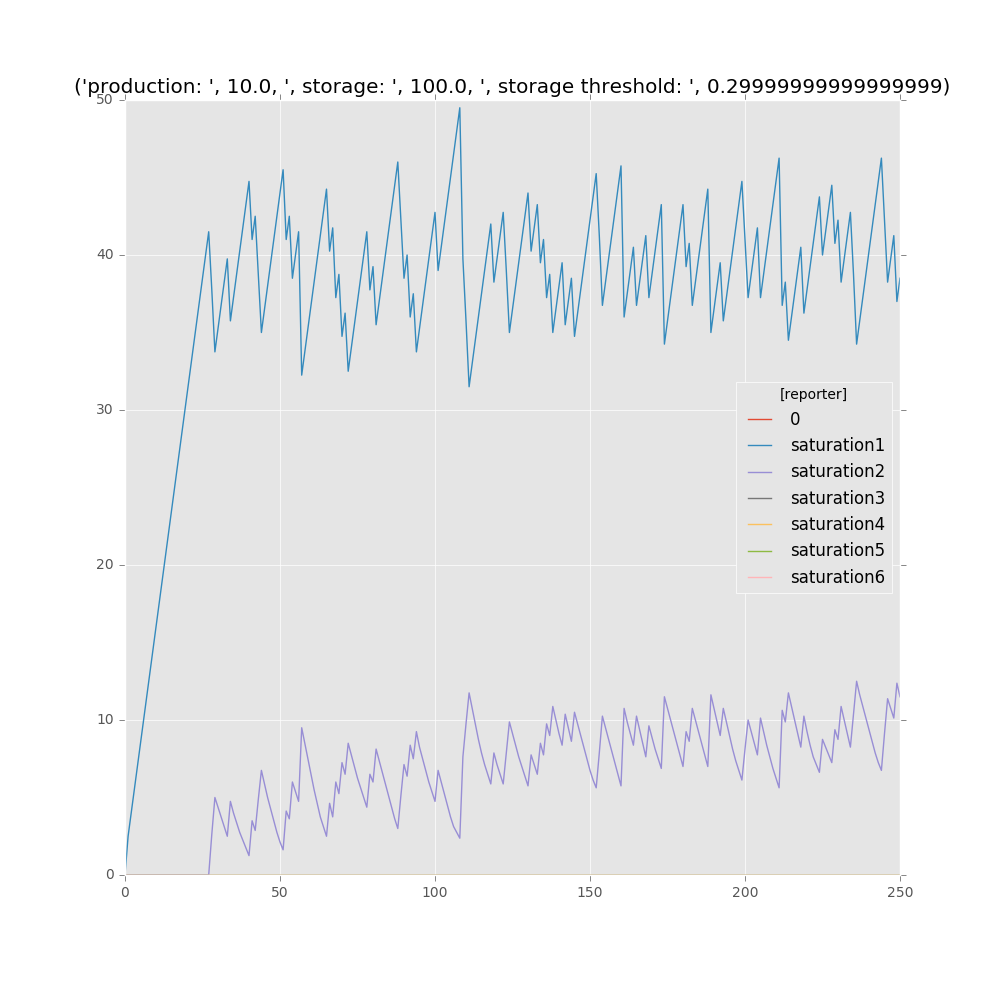 ('production: ', 10.0, ', storage: ', 100.0, ', storage threshold: ', 0.29999999999999999)
50
40
30
20
10
0
[reporter]
0
saturation1
saturation2
saturation3
saturation4
saturation5
saturation6
0 50 100 150 200 250